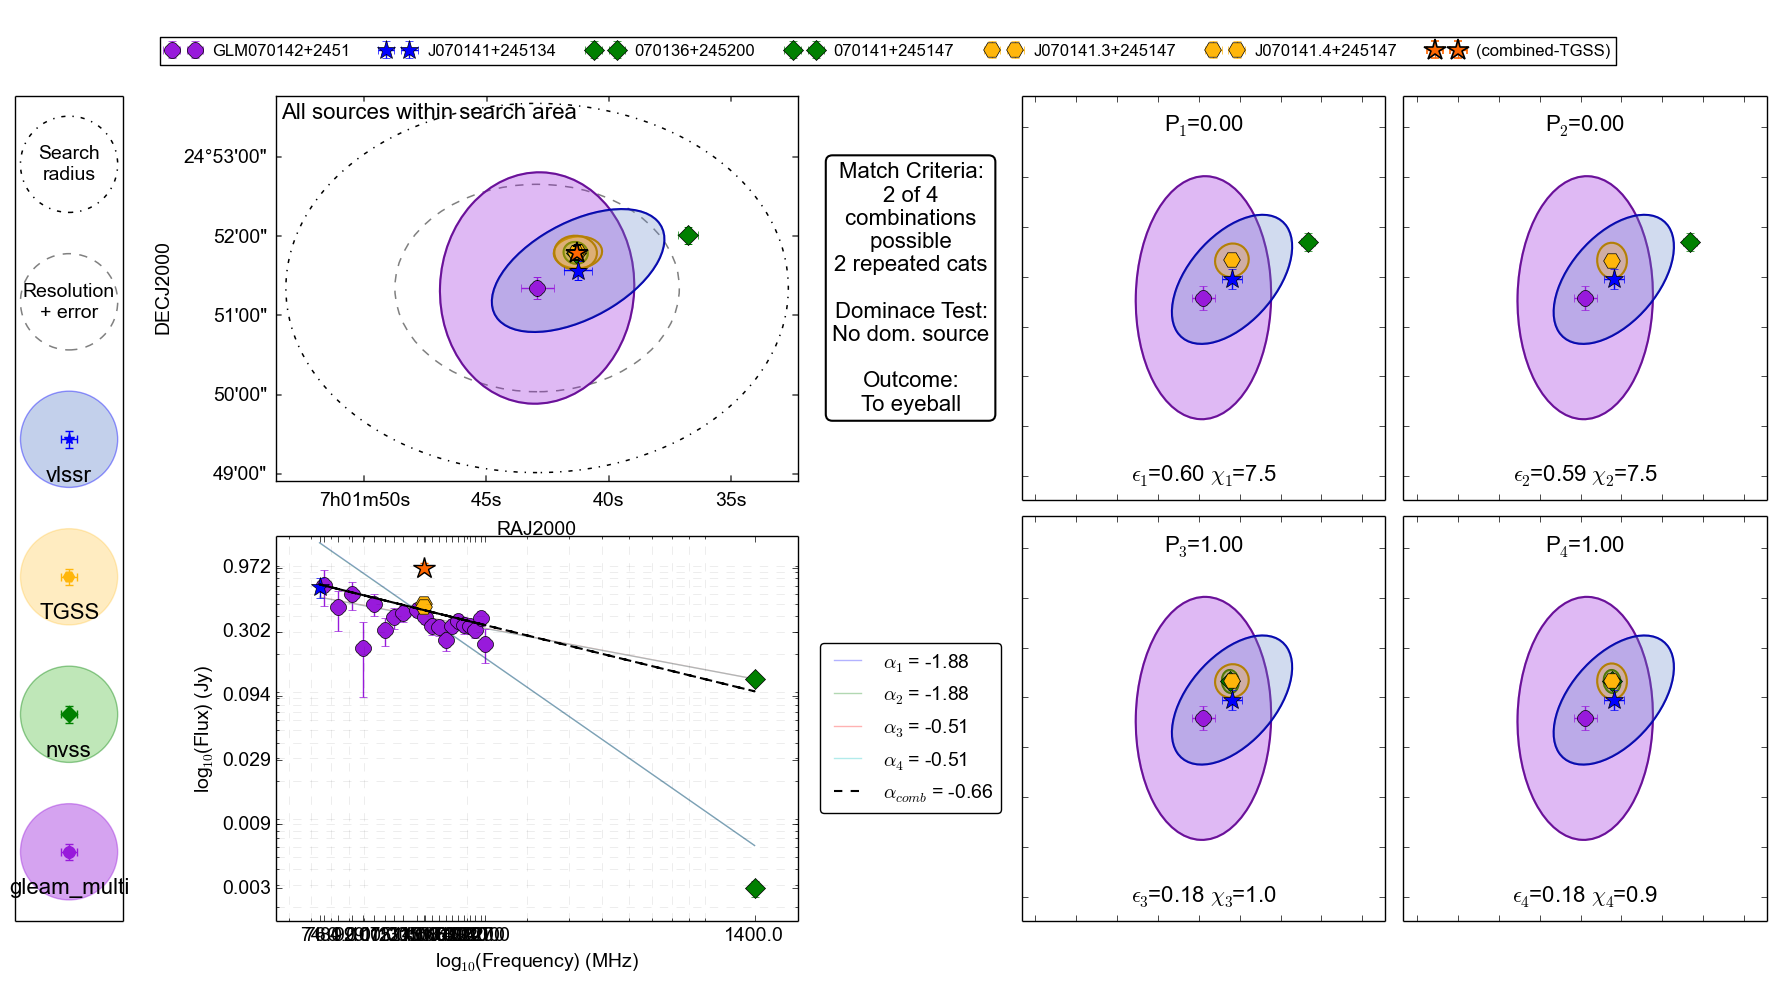 GLM070142+2451 J070141+245134 070136+245200 070141+245147 J070141.3+245147 J070141.4+245147 (combined-TGSS)
Search
radius
Resolution
+ error
vlssr
TGSS
nvss
gleam_multi
All sources within search area
DECJ2000
24°53'00"
52'00"
51'00"
50'00"
49'00"
7h01m50s 45s 40s 35s
RAJ2000
Match Criteria:
2 of 4
combinations
possible
2 repeated cats
Dominace Test:
No dom. source
Outcome:
To eyeball
P1=0.00
ϵ1=0.60 χ1=7.5
P2=0.00
ϵ2=0.59 χ2=7.5
log10(Flux) (Jy)
0.972
0.302
0.094
0.029
0.009
0.003
1400.0
log10(Frequency) (MHz)
α1 = -1.88
α2 = -1.88
α3 = -0.51
α4 = -0.51
αcomb = -0.66
P3=1.00
ϵ3=0.18 χ3=1.0
P4=1.00
ϵ4=0.18 χ4=0.9